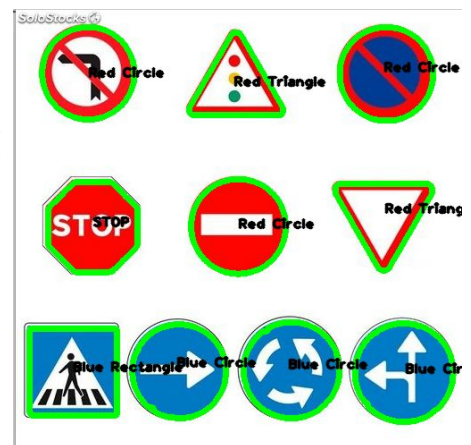 SoloStocks
Red Circle
Red Triangle
Red Circle
STOP
STOP
Red Circle
Red Triang
Blue Rectangle
Blue Circle
Blue Circle
Blue Cir